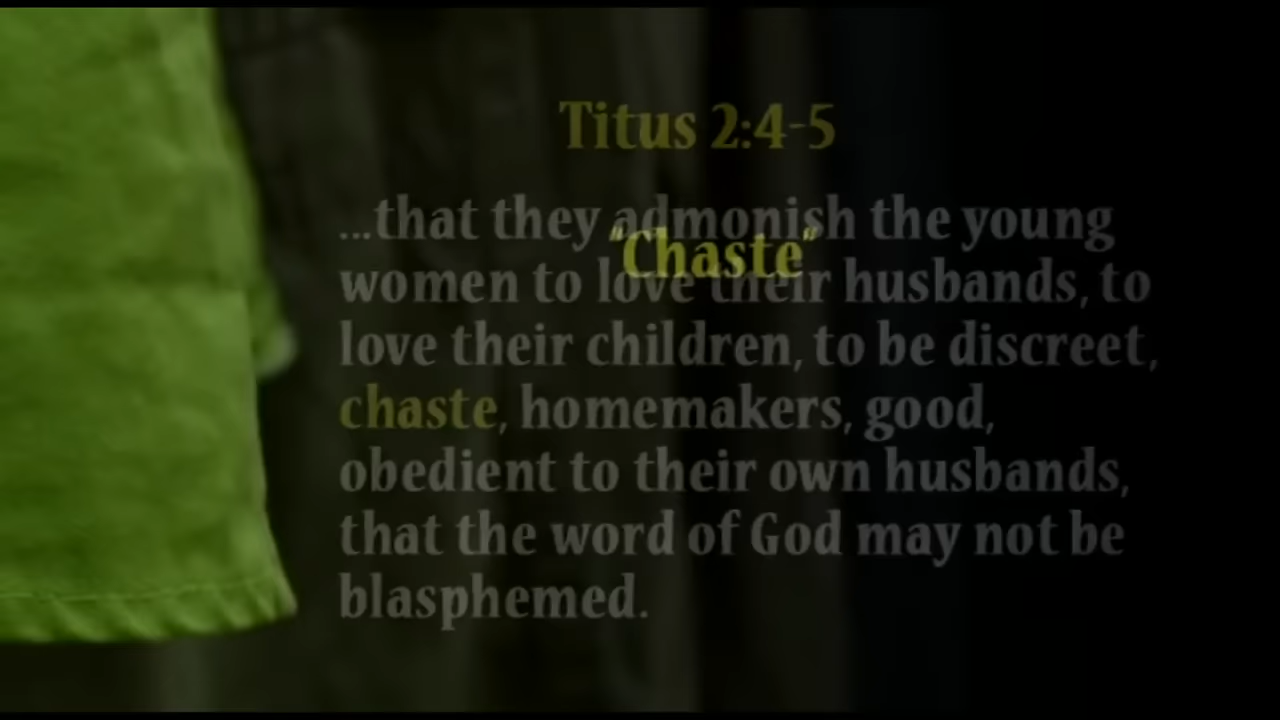 Titus 2:4-5
...that they admonish the young
"Chaste"
women to love their husbands, to
love their children, to be discreet,
chaste, homemakers, good,
obedient to their own husbands,
that the word of God may not be
blasphemed.